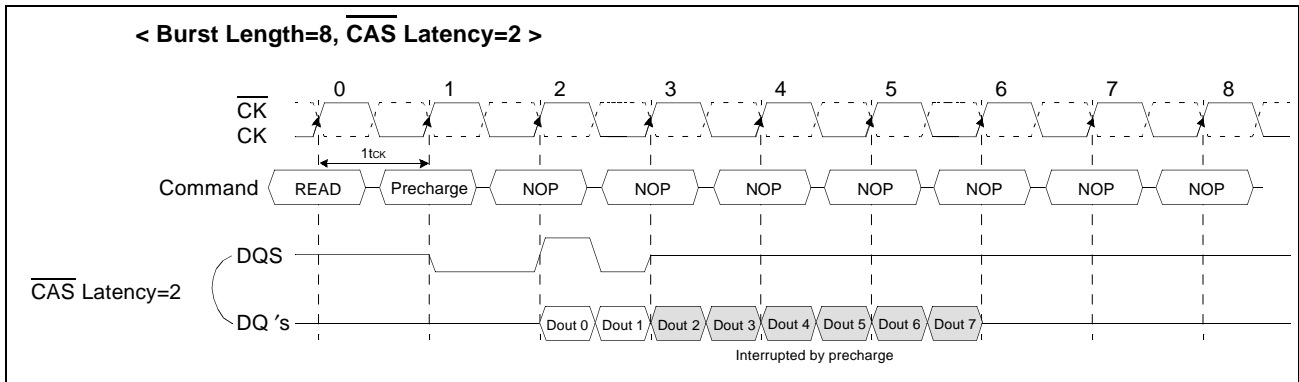 < Burst Length=8, CAS Latency=2 >
0 1 2 3 4 5 6 7 8
CK
CK
1tCK
Command READ Precharge NOP NOP NOP NOP NOP NOP NOP
DQS
CAS Latency=2
DQ 's Dout 0 Dout 1 Dout 2 Dout 3 Dout 4 Dout 5 Dout 6 Dout 7
Interrupted by precharge